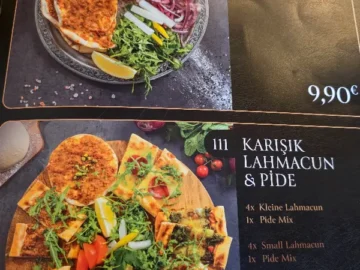 9,90€
111 KARIŞIK
LAHMACUN
& PİDE
4x Kleine Lahmacun
1x Pide Mix
4x Small Lahmacun
1x Pide Mix